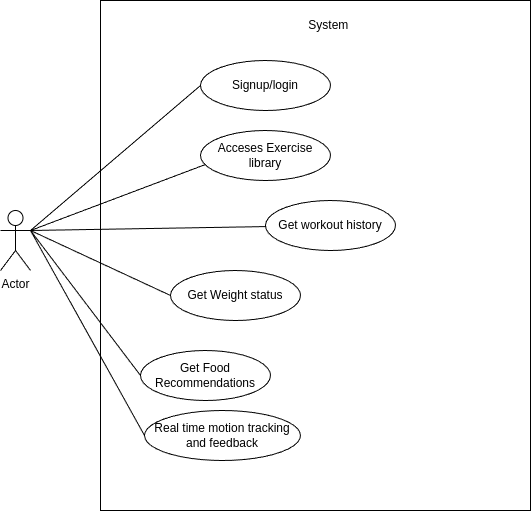 System
Signup/login
Acceses Exercise
library
Get workout history
Actor
Get Weight status
Get Food
Recommendations
Real time motion tracking
and feedback